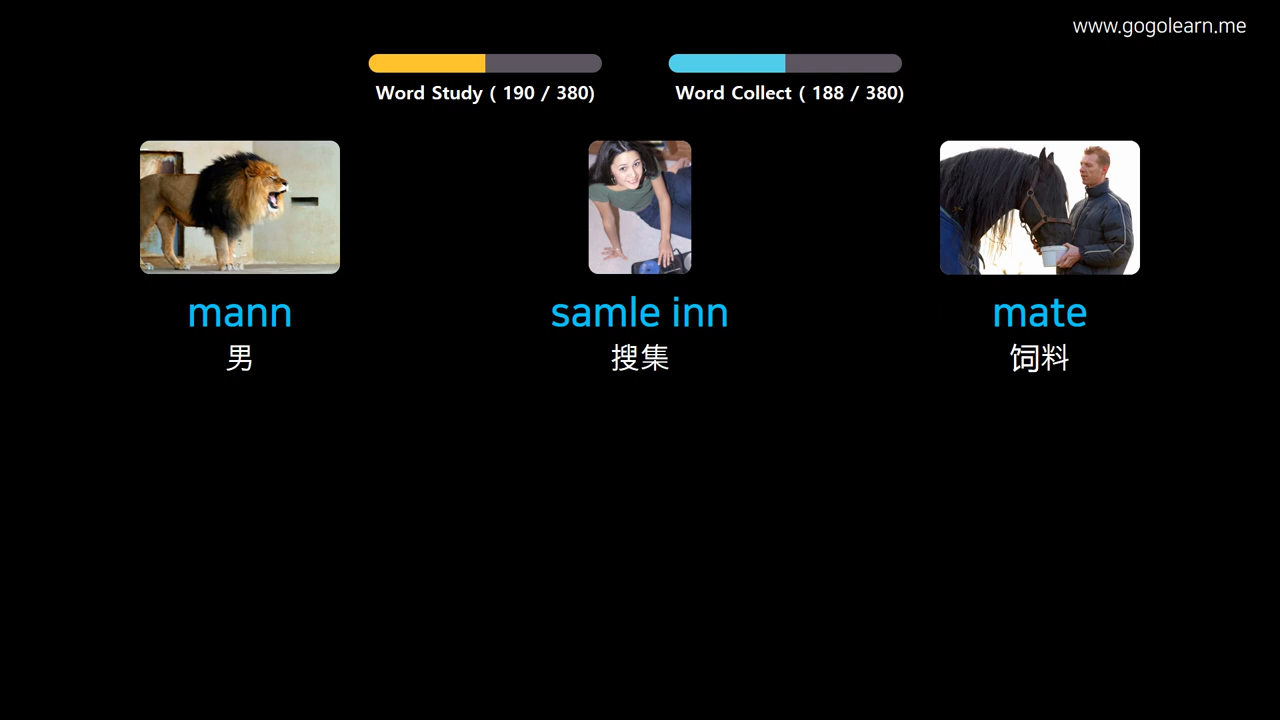 www.gogolearn.me
Word Study ( 190 / 380)
Word Collect ( 188 / 380)
mann
男
samle inn
搜集
mate
饲料